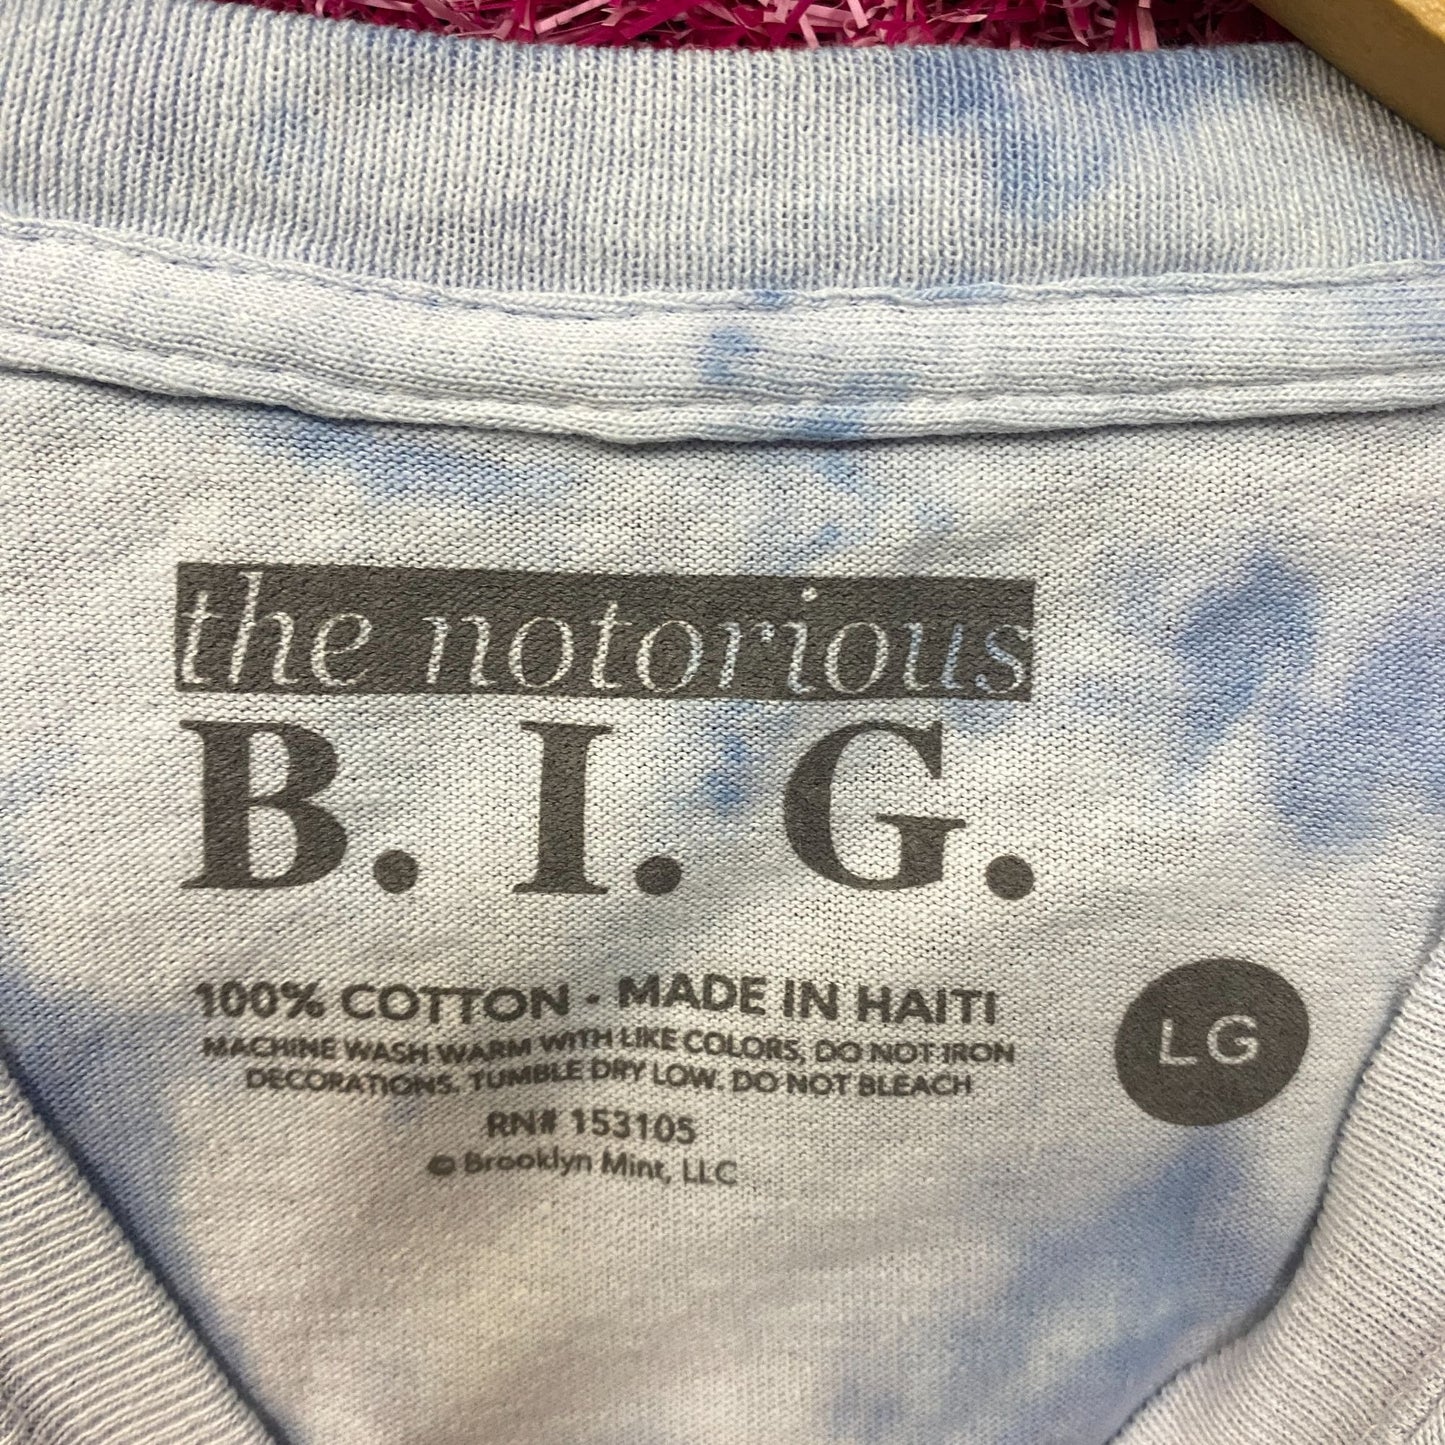 the notorious
B. I. G.
100% COTTON • MADE IN HAITI
MACHINE WASH WARM WITH LIKE COLORS, DO NOT IRON
DECORATIONS. TUMBLE DRY LOW. DO NOT BLEACH
RN# 153105
© Brooklyn Mint, LLC
LG